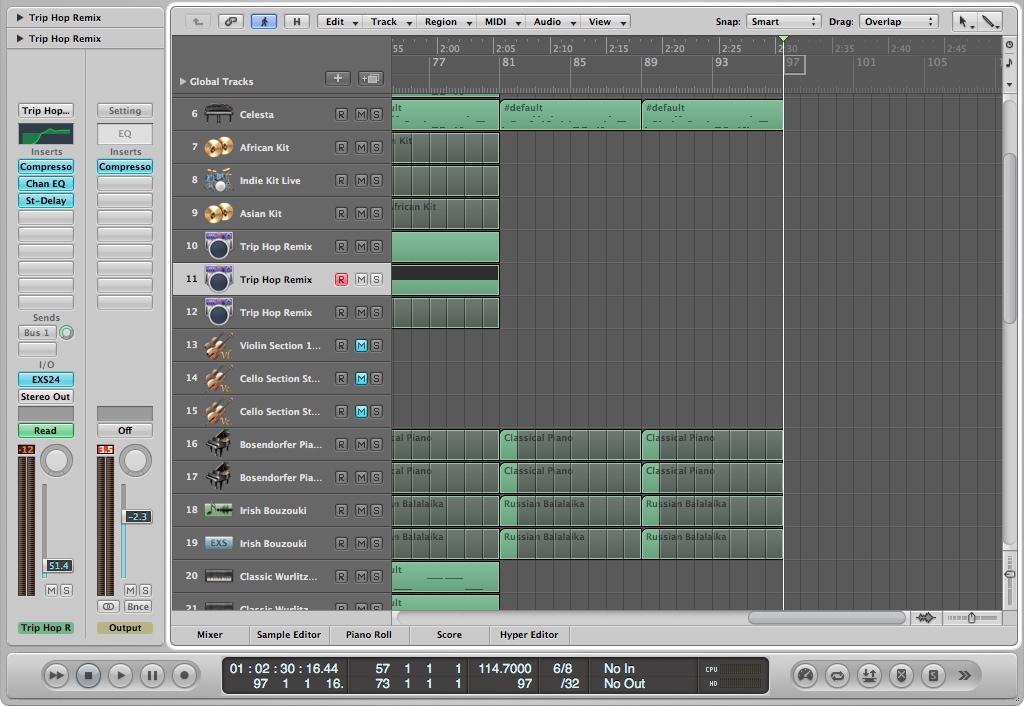 Trip Hop Remix
Trip Hop Remix
Edit Track Region MIDI Audio View Snap: Smart Drag: Overlap
H
55 2:00 2:05 2:10 2:15 2:20 2:25 2:30 2:35 2:40 2:45
77 81 85 89 93 97 101 105
Global Tracks
Trip Hop...
Setting
EQ
Inserts
Inserts
Compresso
Compresso
Chan EQ
St-Delay
Sends
Bus 1
I/O
EXS24
Stereo Out
Read
Off
-12
3.5
-2.3
51.4
M S
M S
Bnce
Trip Hop R
Output
6 Celesta R M S ult #default #default
7 African Kit R M S n Kit
8 Indie Kit Live R M S
9 Asian Kit R M S African Kit
10 Trip Hop Remix R M S
11 Trip Hop Remix R M S
12 Trip Hop Remix R M S
13 Violin Section 1... R M S
14 Cello Section St... R M S
15 Cello Section St... R M S
16 Bosendorfer Pia... R M S cal Piano Classical Piano Classical Piano
17 Bosendorfer Pia... R M S cal Piano Classical Piano Classical Piano
18 Irish Bouzouki R M S n Balalaika Russian Balalaika Russian Balalaika
19 EXS Irish Bouzouki R M S n Balalaika Russian Balalaika Russian Balalaika
20 Classic Wurlitz... R M S ult
21 Classic Wurlitz... R M S ult
Mixer Sample Editor Piano Roll Score Hyper Editor
01 : 02 : 30 : 16.44 57 1 1 1 114.7000 6/8 No In CPU
97 1 1 16. 73 1 1 1 97 /32 No Out HD
S